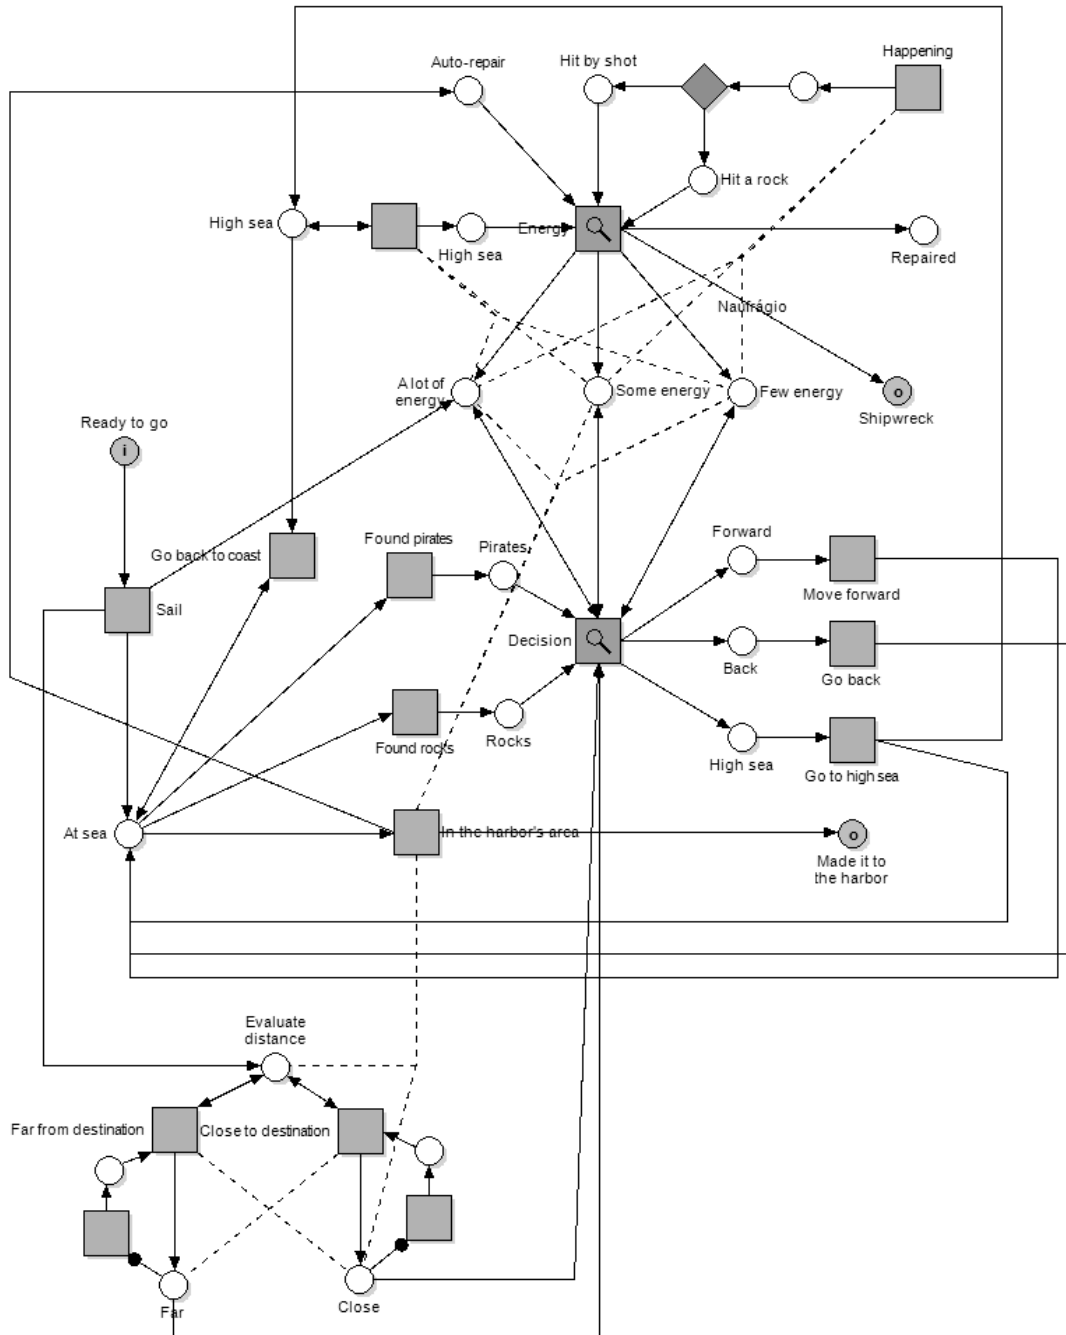 Happening
Auto-repair
Hit by shot
Hit a rock
High sea
High sea
Energy
Repaired
Naufrágio
A lot of
energy
Some energy
Few energy
Shipwreck
o
Ready to go
i
Go back to coast
Found pirates
Pirates
Forward
Move forward
Sail
Decision
Back
Go back
Found rocks
Rocks
High sea
Go to high sea
At sea
In the harbor's area
o
Made it to
the harbor
Evaluate
distance
Far from destination
Close to destination
Far
Close